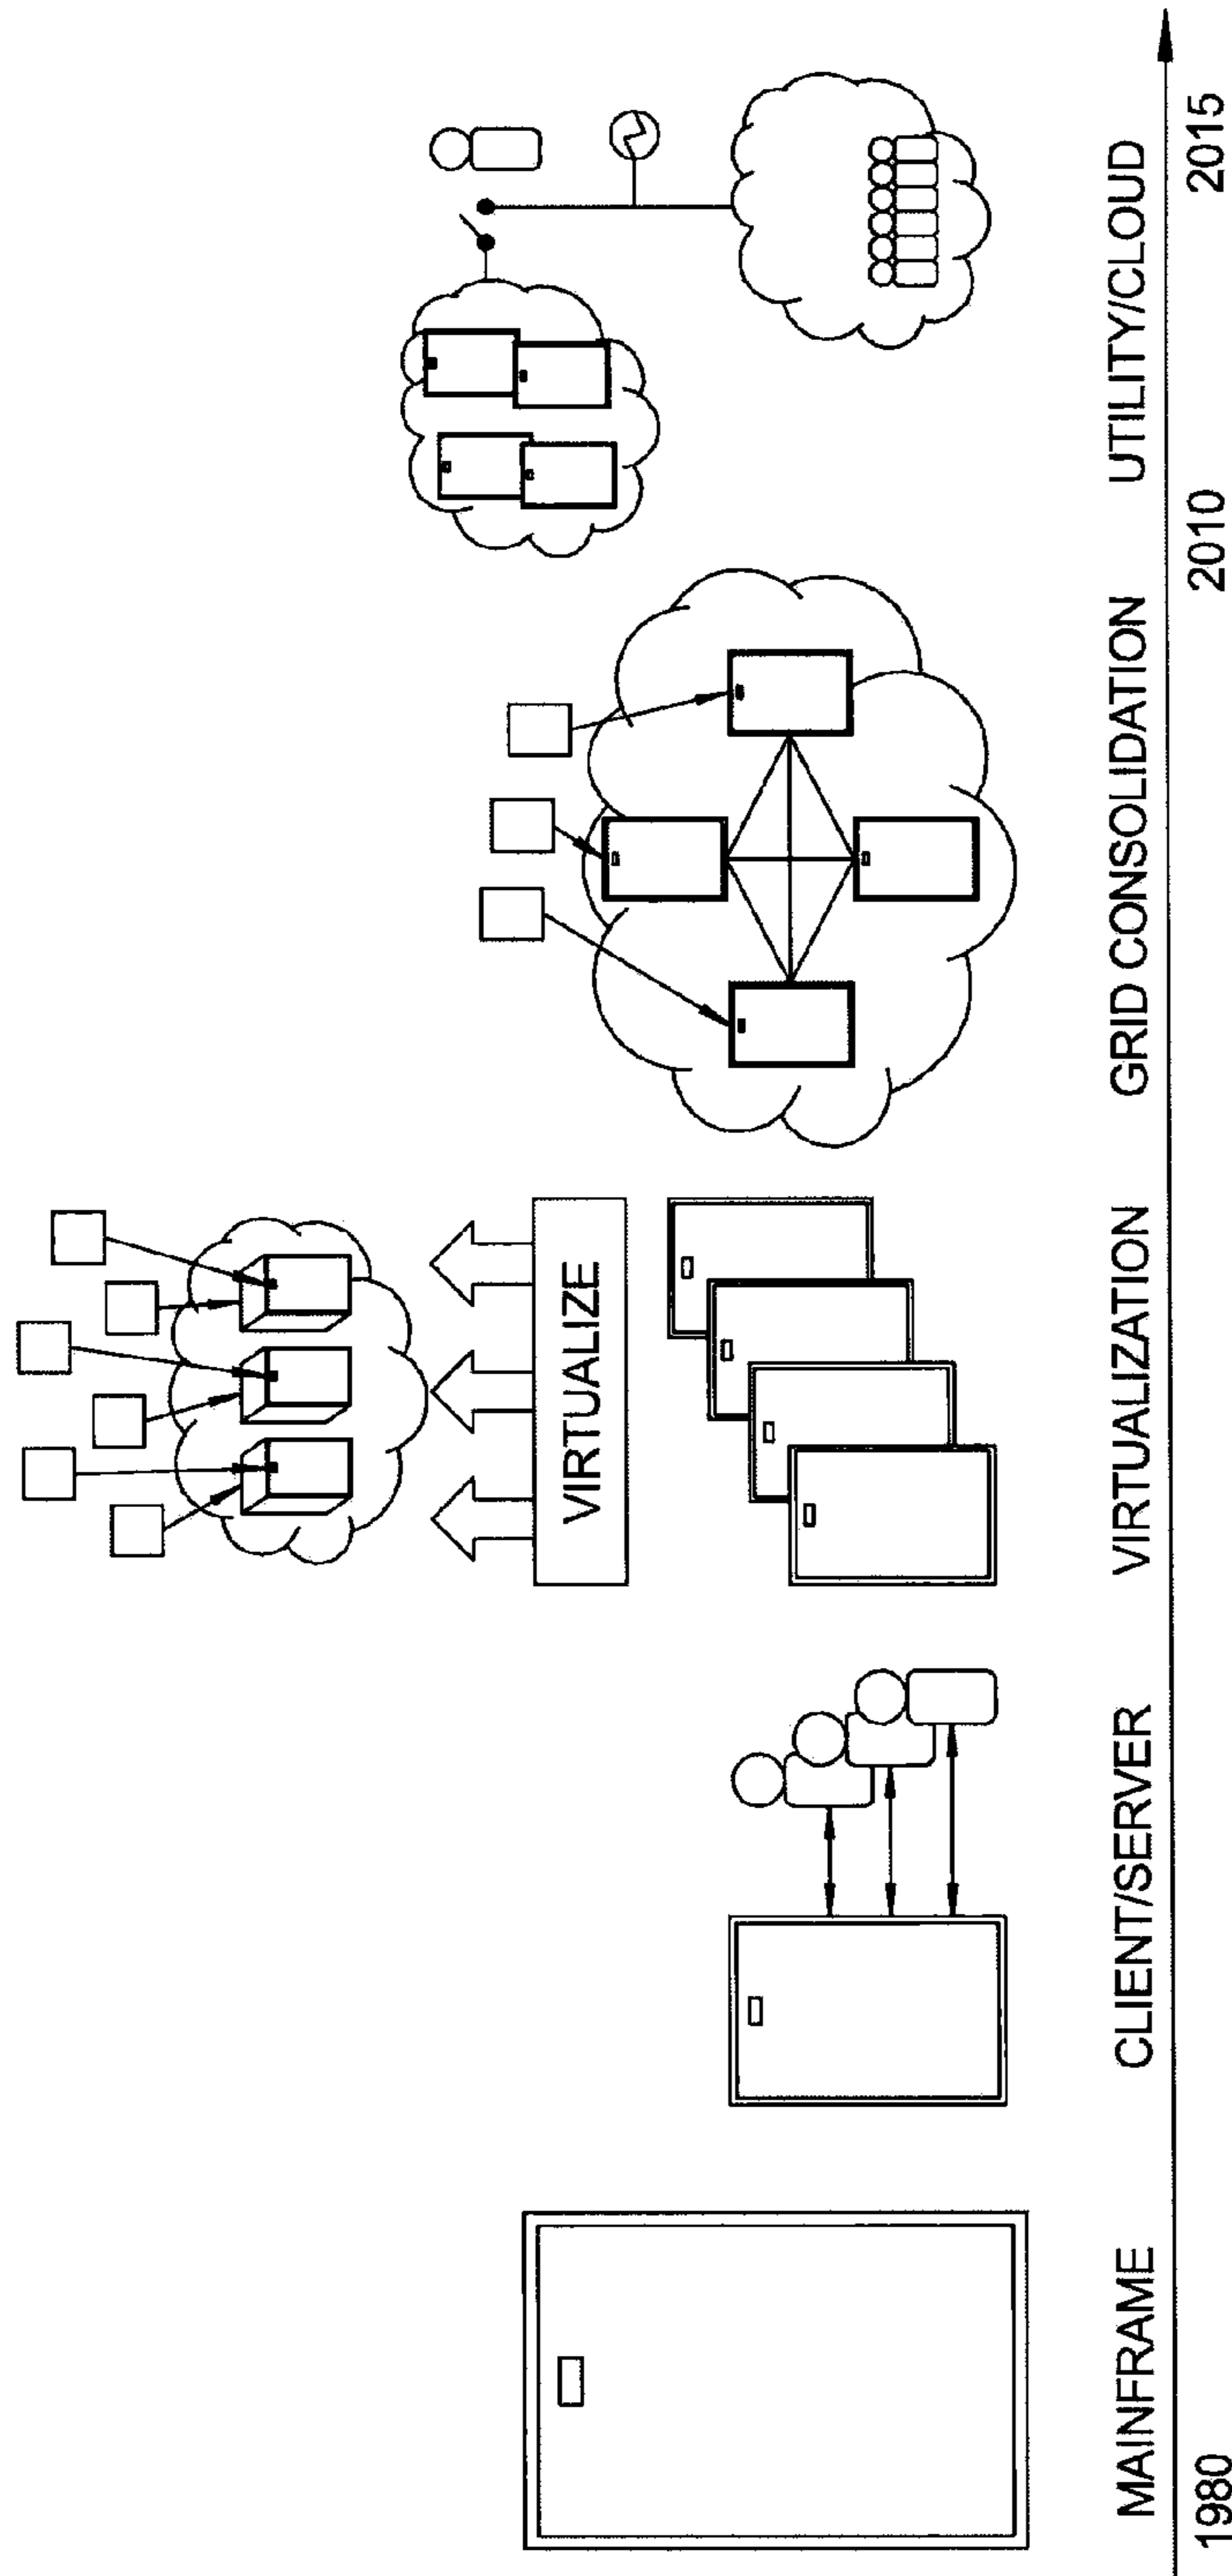 VIRTUALIZE
MAINFRAME
CLIENT/SERVER
VIRTUALIZATION
GRID CONSOLIDATION
UTILITY/CLOUD
1980
2010
2015